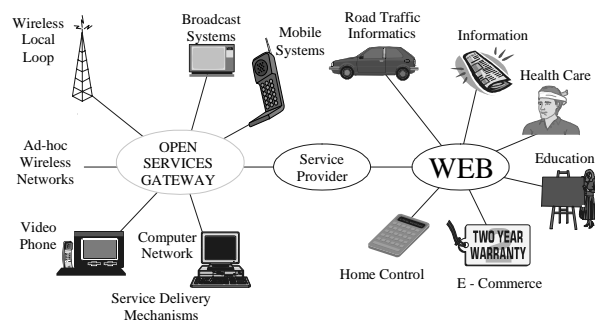 Wireless
Local
Loop
Broadcast
Systems
Mobile
Systems
Road Traffic
Informatics
Information
Health Care
Ad-hoc
Wireless
Networks
OPEN
SERVICES
GATEWAY
Service
Provider
WEB
Education
Video
Phone
Computer
Network
Home Control
TWO YEAR
WARRANTY
E - Commerce
Service Delivery
Mechanisms